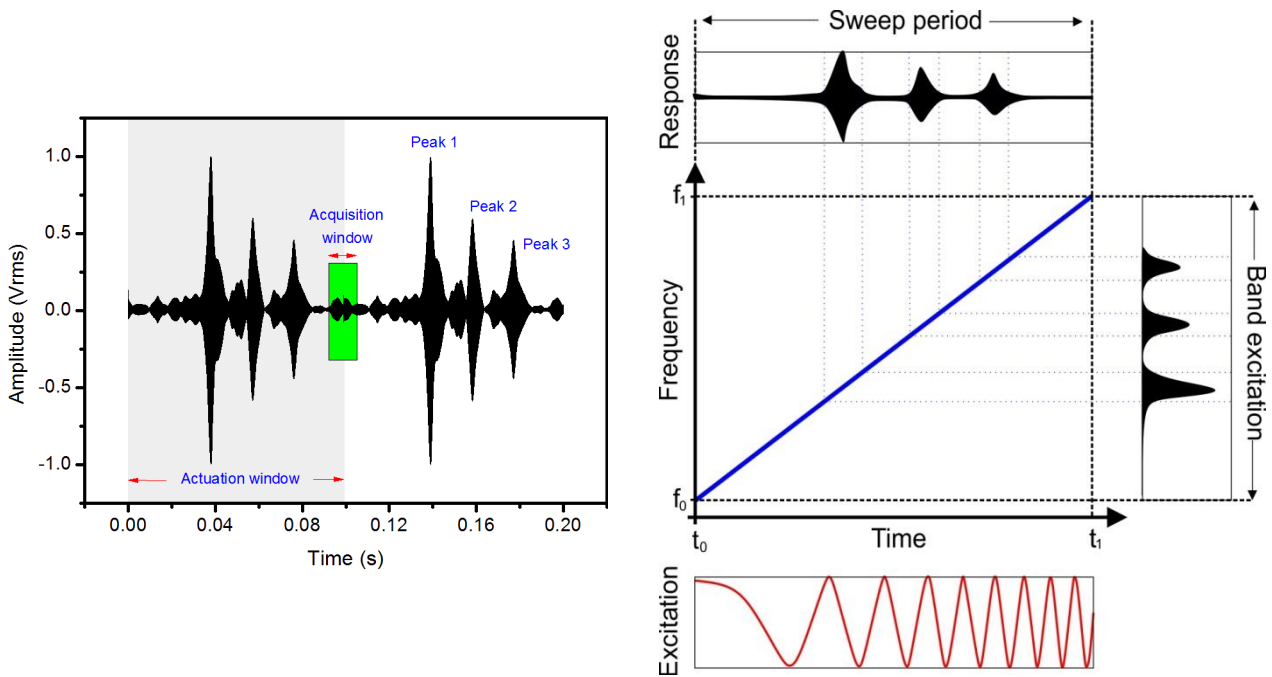 Amplitude (Vrms)
1.0
0.5
0.0
-0.5
-1.0
Peak 1
Peak 2
Peak 3
Acquisition
window
Actuation window
0.00
0.04
0.08
0.12
0.16
0.20
Time (s)
Sweep period
Response
Frequency
f₁
f₀
t₀
Time
t₁
Band excitation
Excitation